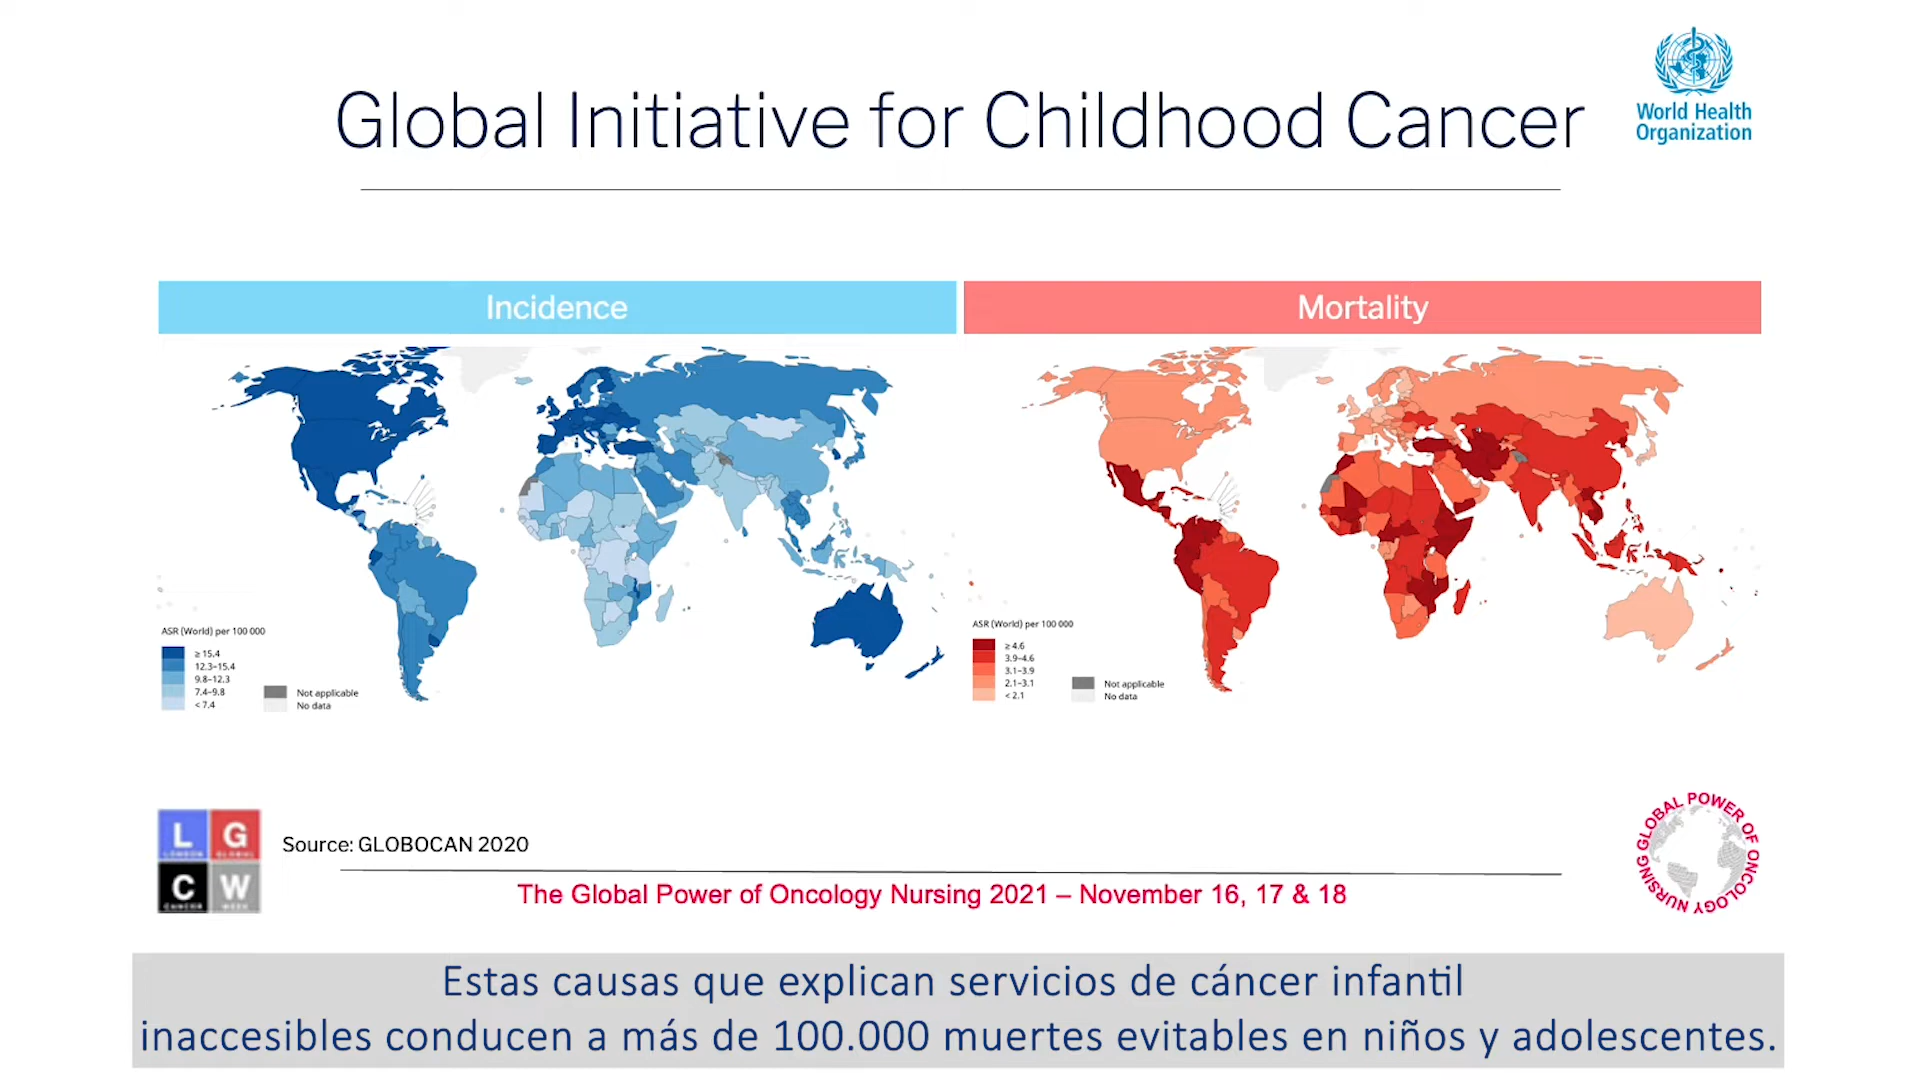 Global Initiative for Childhood Cancer
World Health
Organization
Incidence
Mortality
ASR (World) per 100 000
≥ 15.4
12.3–15.4
9.8–12.3
7.4–9.8
< 7.4
Not applicable
No data
ASR (World) per 100 000
≥ 4.6
3.9–4.6
3.1–3.9
2.1–3.1
< 2.1
Not applicable
No data
L G
LONDON GLOBAL
C W
CANCER WEEK
Source: GLOBOCAN 2020
The Global Power of Oncology Nursing 2021 – November 16, 17 & 18
GLOBAL POWER OF ONCOLOGY NURSING
Estas causas que explican servicios de cáncer infantil
inaccesibles conducen a más de 100.000 muertes evitables en niños y adolescentes.